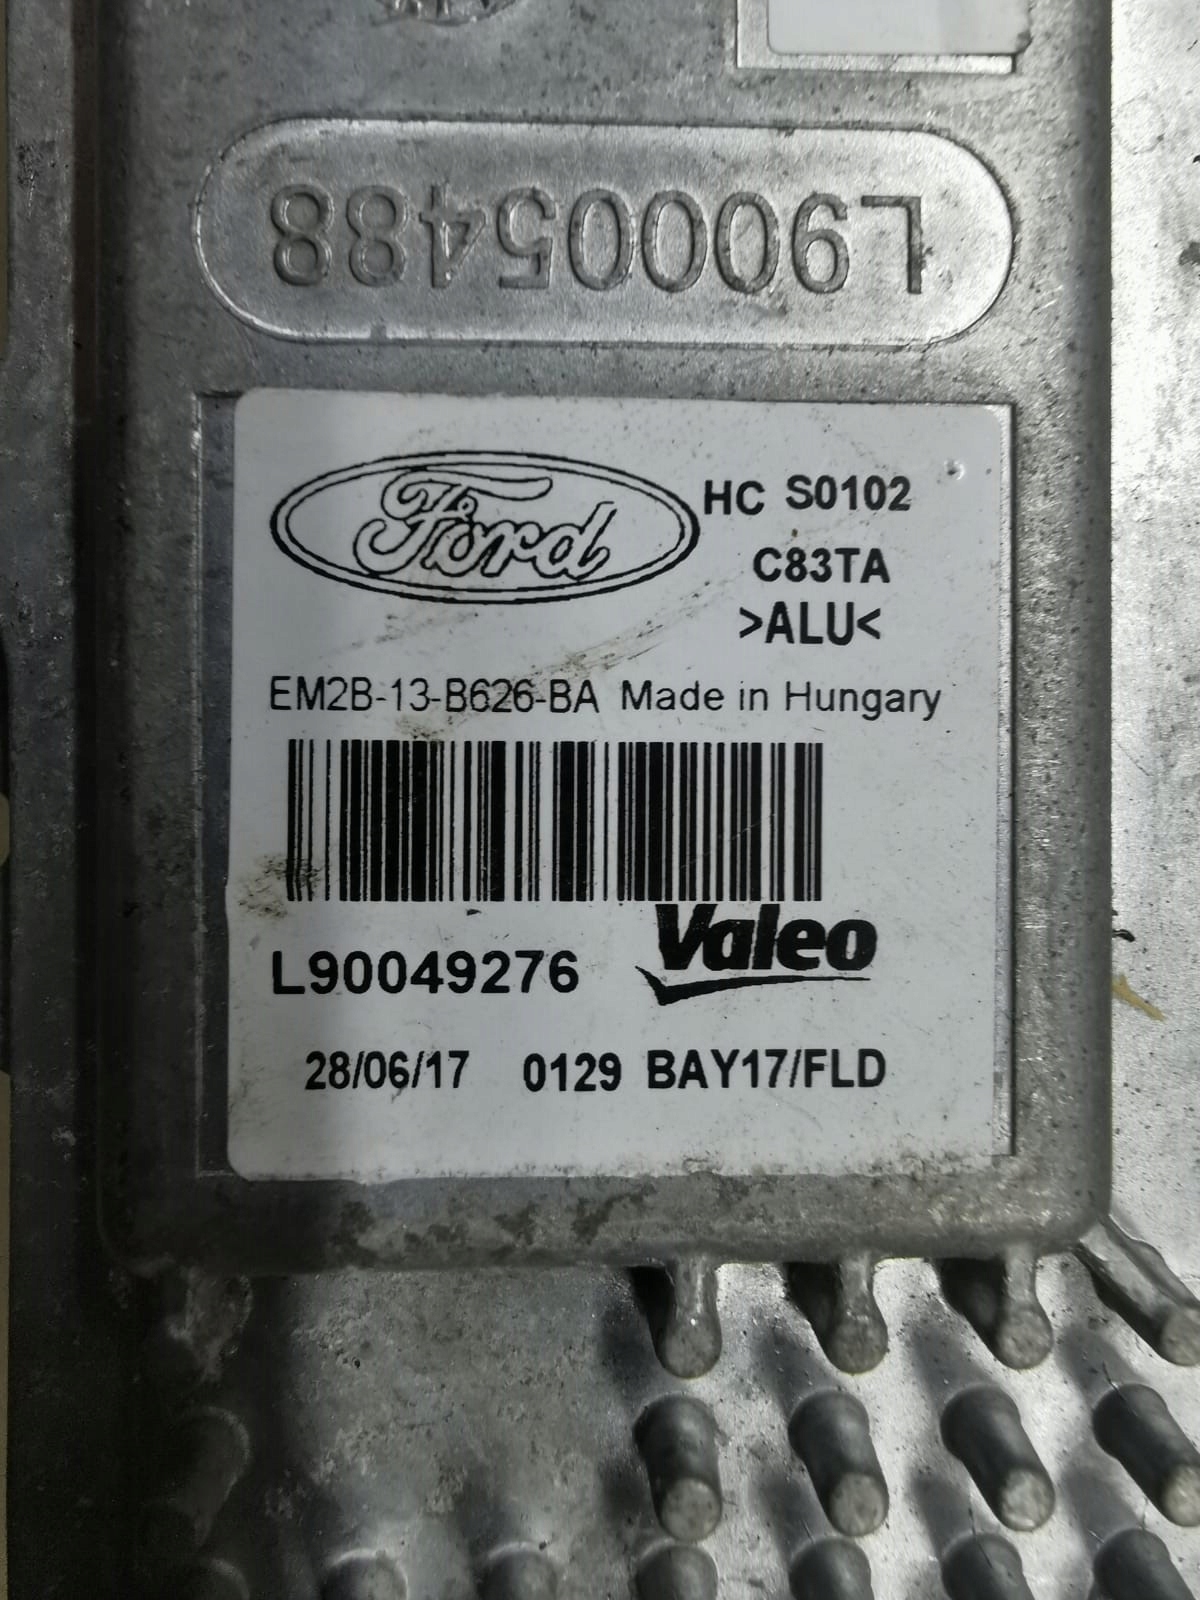 L90005488
Ford HC S0102
C83TA
>ALU<
EM2B-13-B626-BA Made in Hungary
Valeo
L90049276
28/06/17 0129 BAY17/FLD